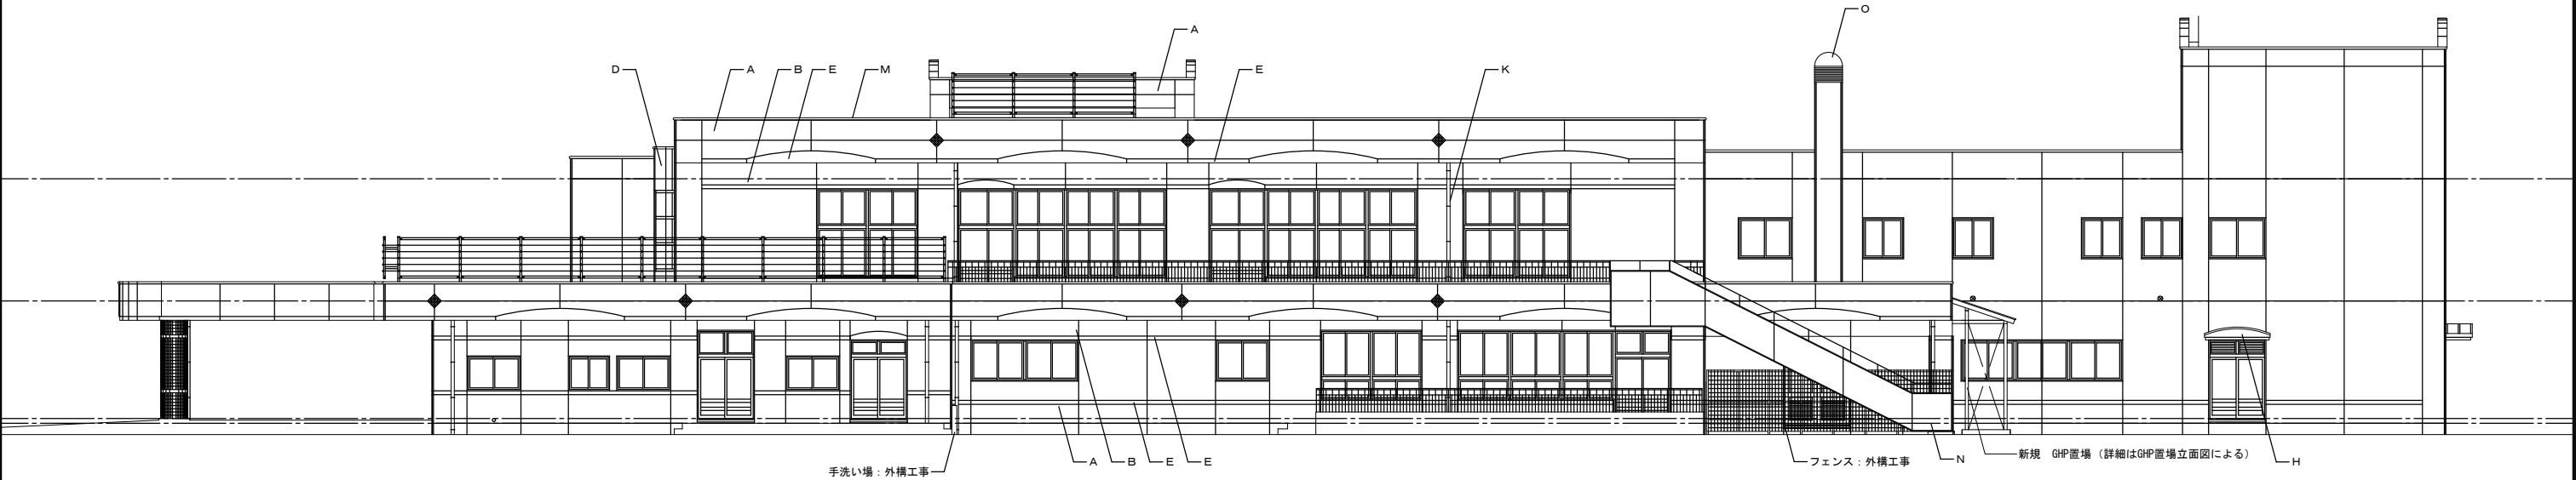 O
A
D
A
B
E
M
E
K
手洗い場：外構工事
A
B
E
E
フェンス：外構工事
N
新規　GHP置場（詳細はGHP置場立面図による）
H